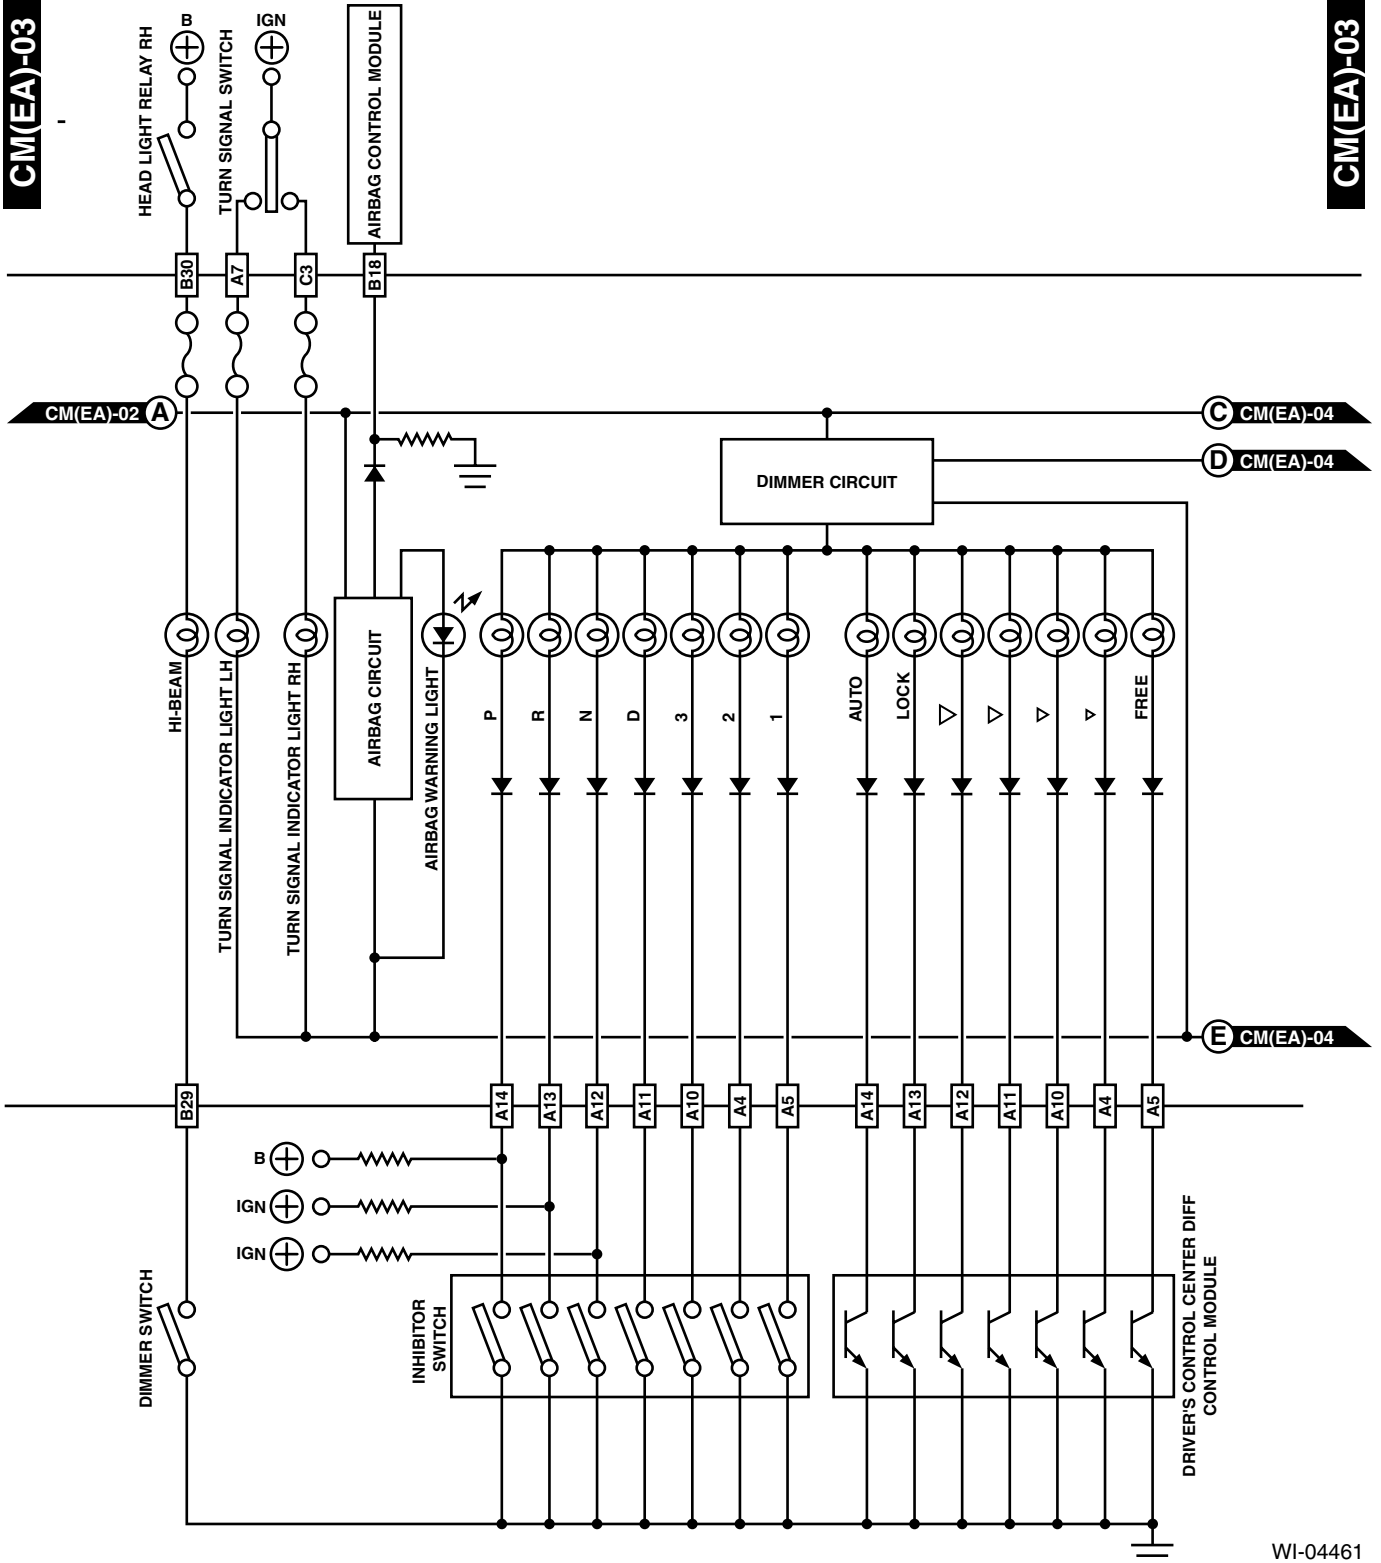 CM(EA)-03
CM(EA)-03
-
B
IGN
HEAD LIGHT RELAY RH
TURN SIGNAL SWITCH
AIRBAG CONTROL MODULE
B30
A7
C3
B18
CM(EA)-02
A
C
CM(EA)-04
D
CM(EA)-04
DIMMER CIRCUIT
HI-BEAM
TURN SIGNAL INDICATOR LIGHT LH
TURN SIGNAL INDICATOR LIGHT RH
AIRBAG CIRCUIT
AIRBAG WARNING LIGHT
P
R
N
D
3
2
1
AUTO
LOCK
FREE
E
CM(EA)-04
B29
A14
A13
A12
A11
A10
A4
A5
A14
A13
A12
A11
A10
A4
A5
B
IGN
IGN
DIMMER SWITCH
INHIBITOR
SWITCH
DRIVER'S CONTROL CENTER DIFF
CONTROL MODULE
WI-04461